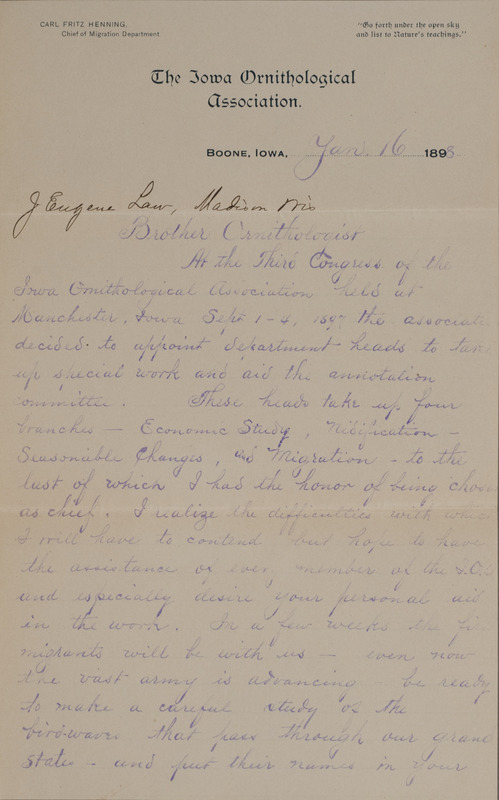 CARL FRITZ HENNING,
Chief of Migration Department
"Go forth under the open sky
and list to Nature's teachings."
The Iowa Ornithological
Association.
BOONE, IOWA, Jan. 16 1898
J Eugene Law, Madison Wis
Brother Ornithologist
At the Third Congress of the
Iowa Ornithological Association held at
Manchester, Iowa Sept 1-4, 1897 the associate
decided to appoint department heads to take
up special work and aid the annotation
committee. These heads take up four
branches — Economic Study, Nidification -
Seasonible Changes, and Migration - to the
last of which I had the honor of being chosen
as chief. I realize the difficulties with which
I will have to contend but hope to have
the assistance of every member of the I.O.A
and especially desire your personal aid
in the work. In a few weeks the
migrants will be with us — even now
the vast army is advancing be ready
to make a careful study of the
bird-waves that pass through our grand
states - and put their names in your